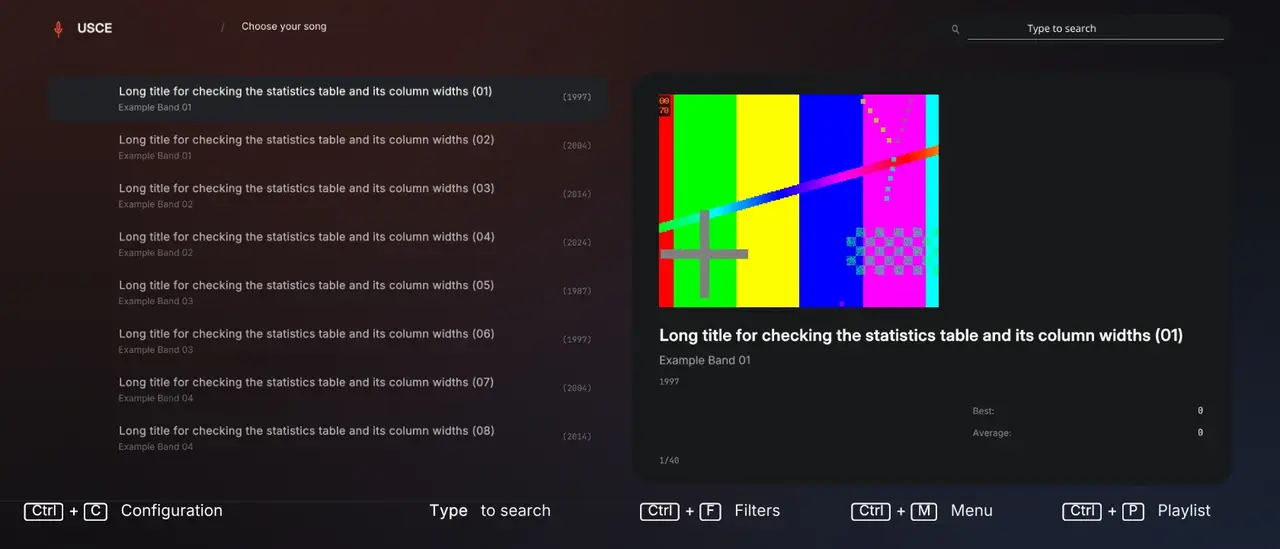 USCE / Choose your song
Type to search
Long title for checking the statistics table and its column widths (01)
Example Band 01
(1997)
Long title for checking the statistics table and its column widths (02)
Example Band 01
(2004)
Long title for checking the statistics table and its column widths (03)
Example Band 02
(2014)
Long title for checking the statistics table and its column widths (04)
Example Band 02
(2024)
Long title for checking the statistics table and its column widths (05)
Example Band 03
(1987)
Long title for checking the statistics table and its column widths (06)
Example Band 03
(1997)
Long title for checking the statistics table and its column widths (07)
Example Band 04
(2004)
Long title for checking the statistics table and its column widths (08)
Example Band 04
(2014)
00
70
Long title for checking the statistics table and its column widths (01)
Example Band 01
1997
Best: 0
Average: 0
1/40
Ctrl + C Configuration
Type to search
Ctrl + F Filters
Ctrl + M Menu
Ctrl + P Playlist